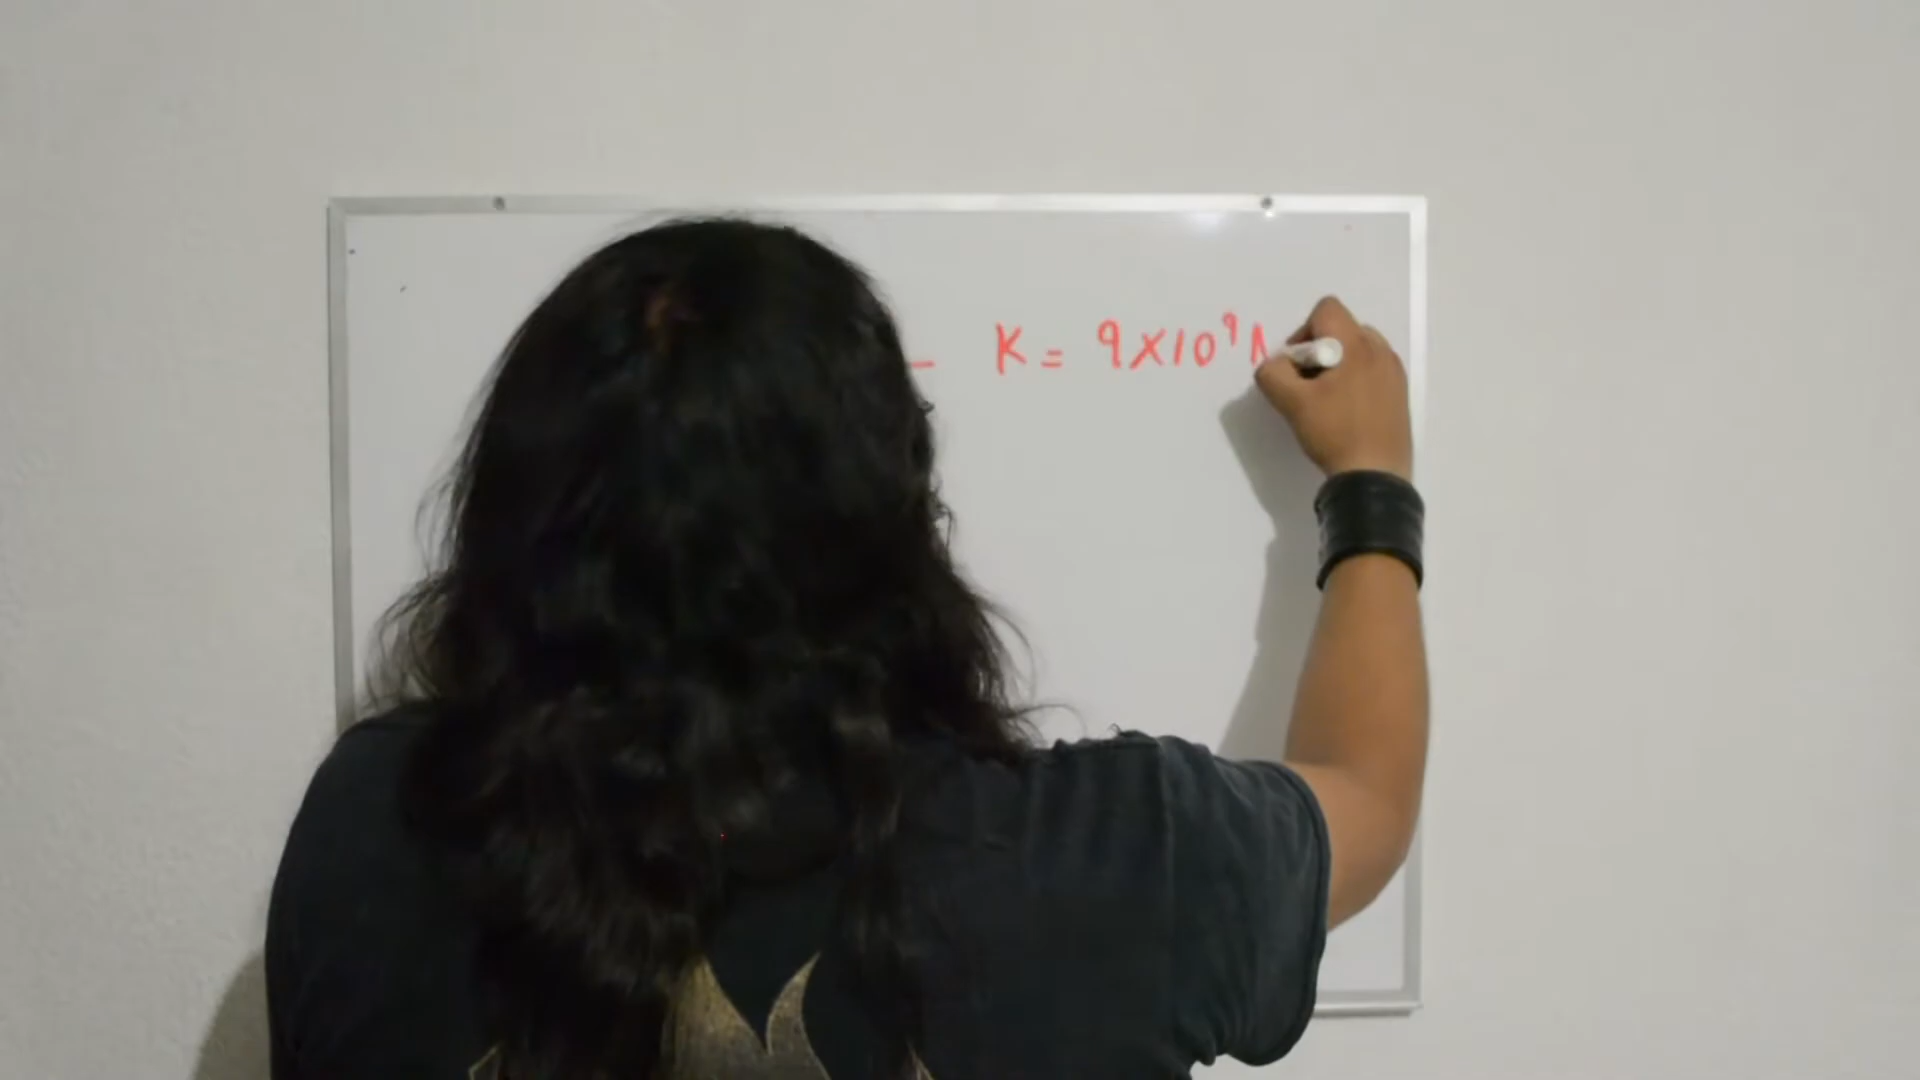 - K = 9X10⁹ N